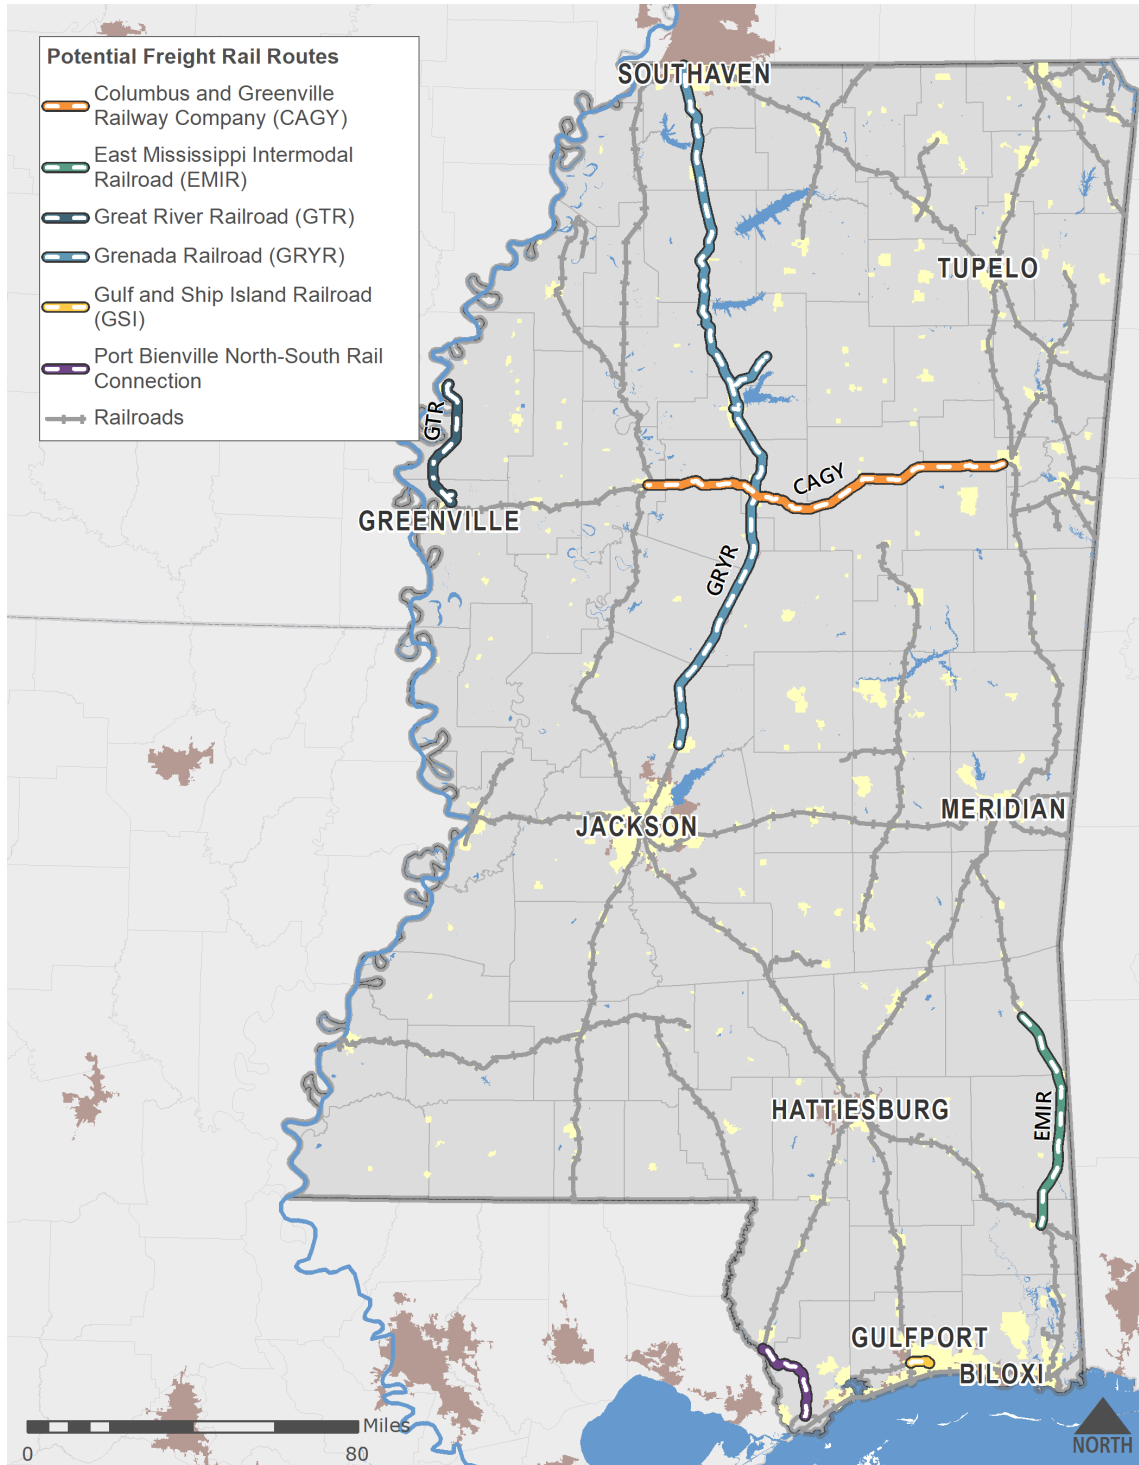 Potential Freight Rail Routes
Columbus and Greenville
Railway Company (CAGY)
East Mississippi Intermodal
Railroad (EMIR)
Great River Railroad (GTR)
Grenada Railroad (GRYR)
Gulf and Ship Island Railroad
(GSI)
Port Bienville North-South Rail
Connection
Railroads
SOUTHAVEN
TUPELO
GTR
CAGY
GREENVILLE
GRYR
MERIDIAN
JACKSON
HATTIESBURG
EMIR
GULFPORT
BILOXI
Miles
0
80
NORTH